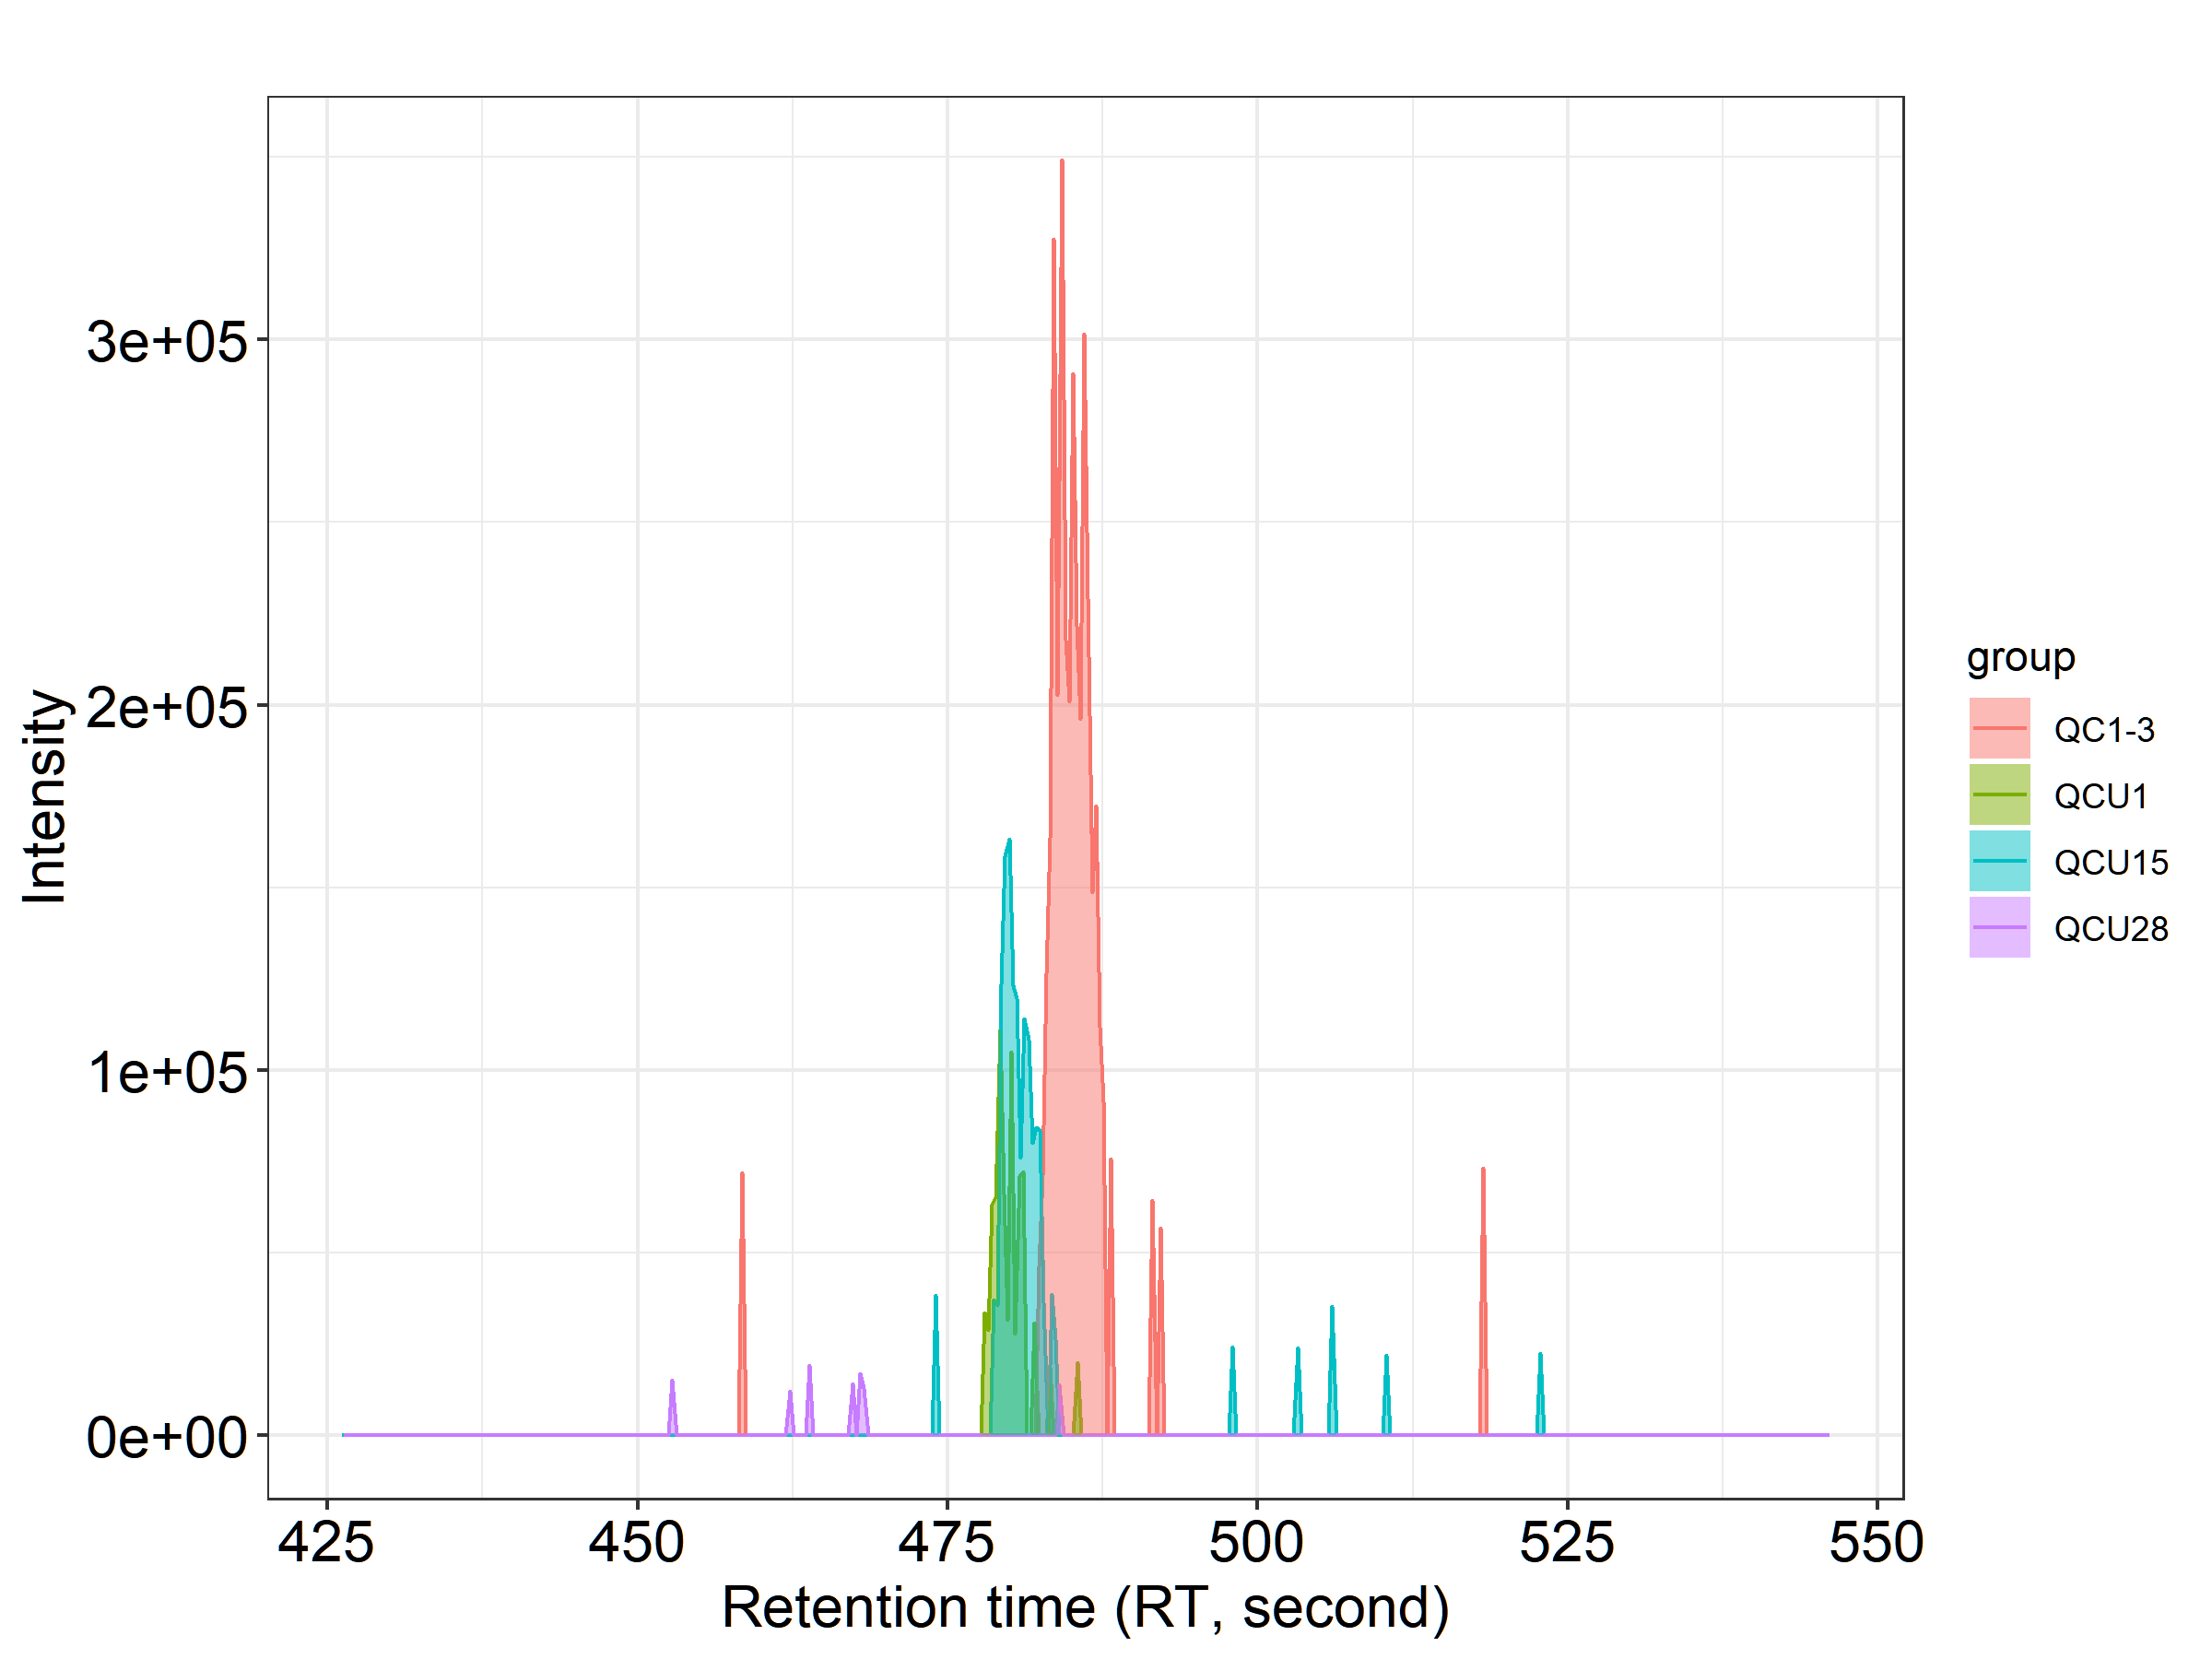 Intensity
3e+05
2e+05
1e+05
0e+00
425 450 475 500 525 550
Retention time (RT, second)
group
QC1-3
QCU1
QCU15
QCU28